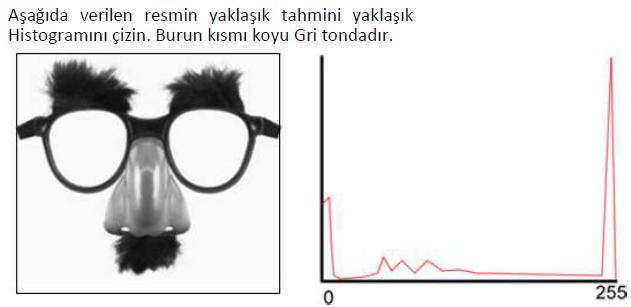 Aşağıda verilen resmin yaklaşık tahmini yaklaşık
Histogramını çizin. Burun kısmı koyu Gri tondadır.
0
255